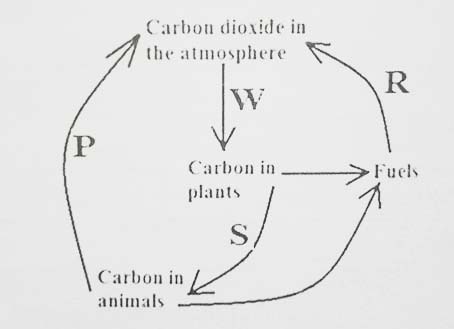 Carbon dioxide in
the atmosphere
W
R
P
Carbon in
plants
Fuels
S
Carbon in
animals